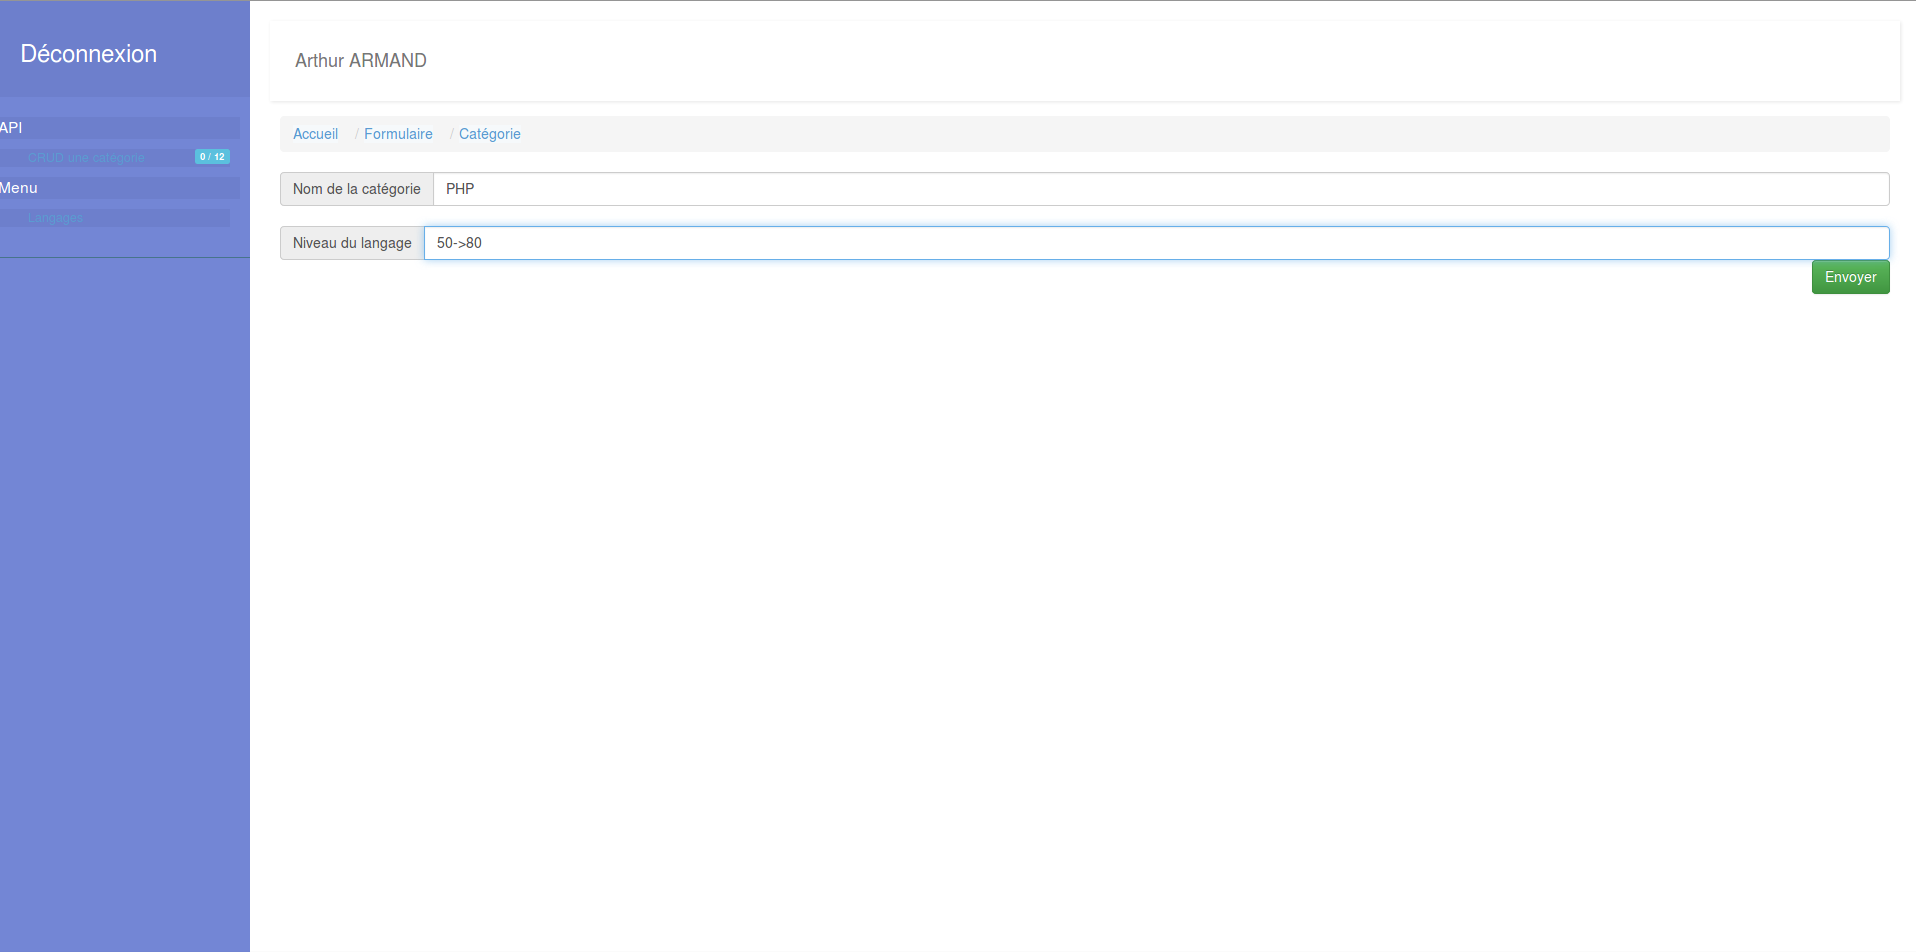 Déconnexion
API
CRUD une catégorie 0 / 12
Menu
Langages
Arthur ARMAND
Accueil / Formulaire / Catégorie
Nom de la catégorie PHP
Niveau du langage 50->80
Envoyer